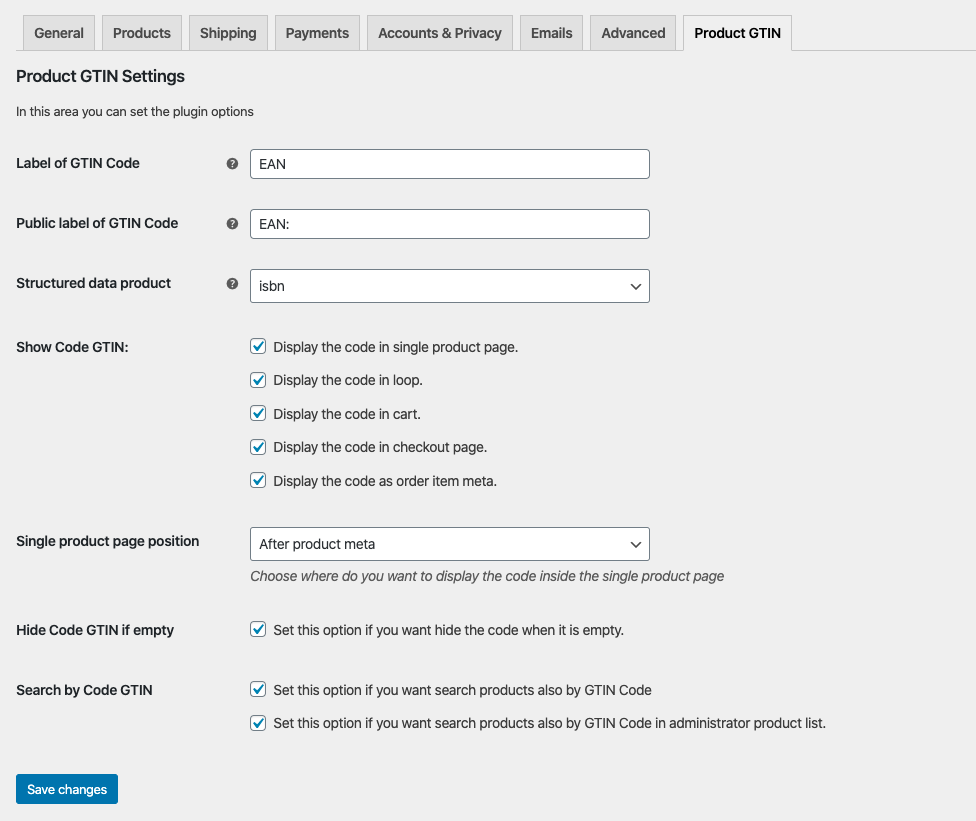 General Products Shipping Payments Accounts & Privacy Emails Advanced Product GTIN
Product GTIN Settings
In this area you can set the plugin options
Label of GTIN Code ? EAN
Public label of GTIN Code ? EAN:
Structured data product ? isbn
Show Code GTIN: Display the code in single product page.
Display the code in loop.
Display the code in cart.
Display the code in checkout page.
Display the code as order item meta.
Single product page position After product meta
Choose where do you want to display the code inside the single product page
Hide Code GTIN if empty Set this option if you want hide the code when it is empty.
Search by Code GTIN Set this option if you want search products also by GTIN Code
Set this option if you want search products also by GTIN Code in administrator product list.
Save changes